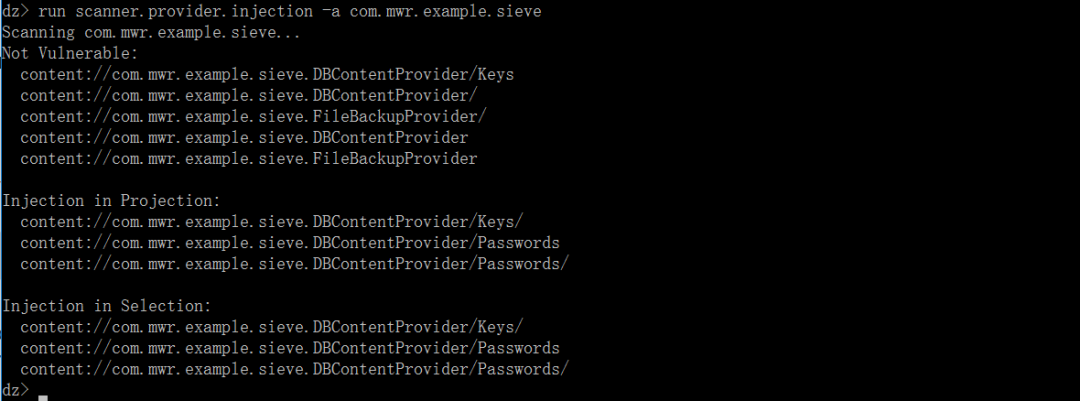 dz> run scanner.provider.injection -a com.mwr.example.sieve
Scanning com.mwr.example.sieve...
Not Vulnerable:
  content://com.mwr.example.sieve.DBContentProvider/Keys
  content://com.mwr.example.sieve.DBContentProvider/
  content://com.mwr.example.sieve.FileBackupProvider/
  content://com.mwr.example.sieve.DBContentProvider
  content://com.mwr.example.sieve.FileBackupProvider

Injection in Projection:
  content://com.mwr.example.sieve.DBContentProvider/Keys/
  content://com.mwr.example.sieve.DBContentProvider/Passwords
  content://com.mwr.example.sieve.DBContentProvider/Passwords/

Injection in Selection:
  content://com.mwr.example.sieve.DBContentProvider/Keys/
  content://com.mwr.example.sieve.DBContentProvider/Passwords
  content://com.mwr.example.sieve.DBContentProvider/Passwords/
dz>